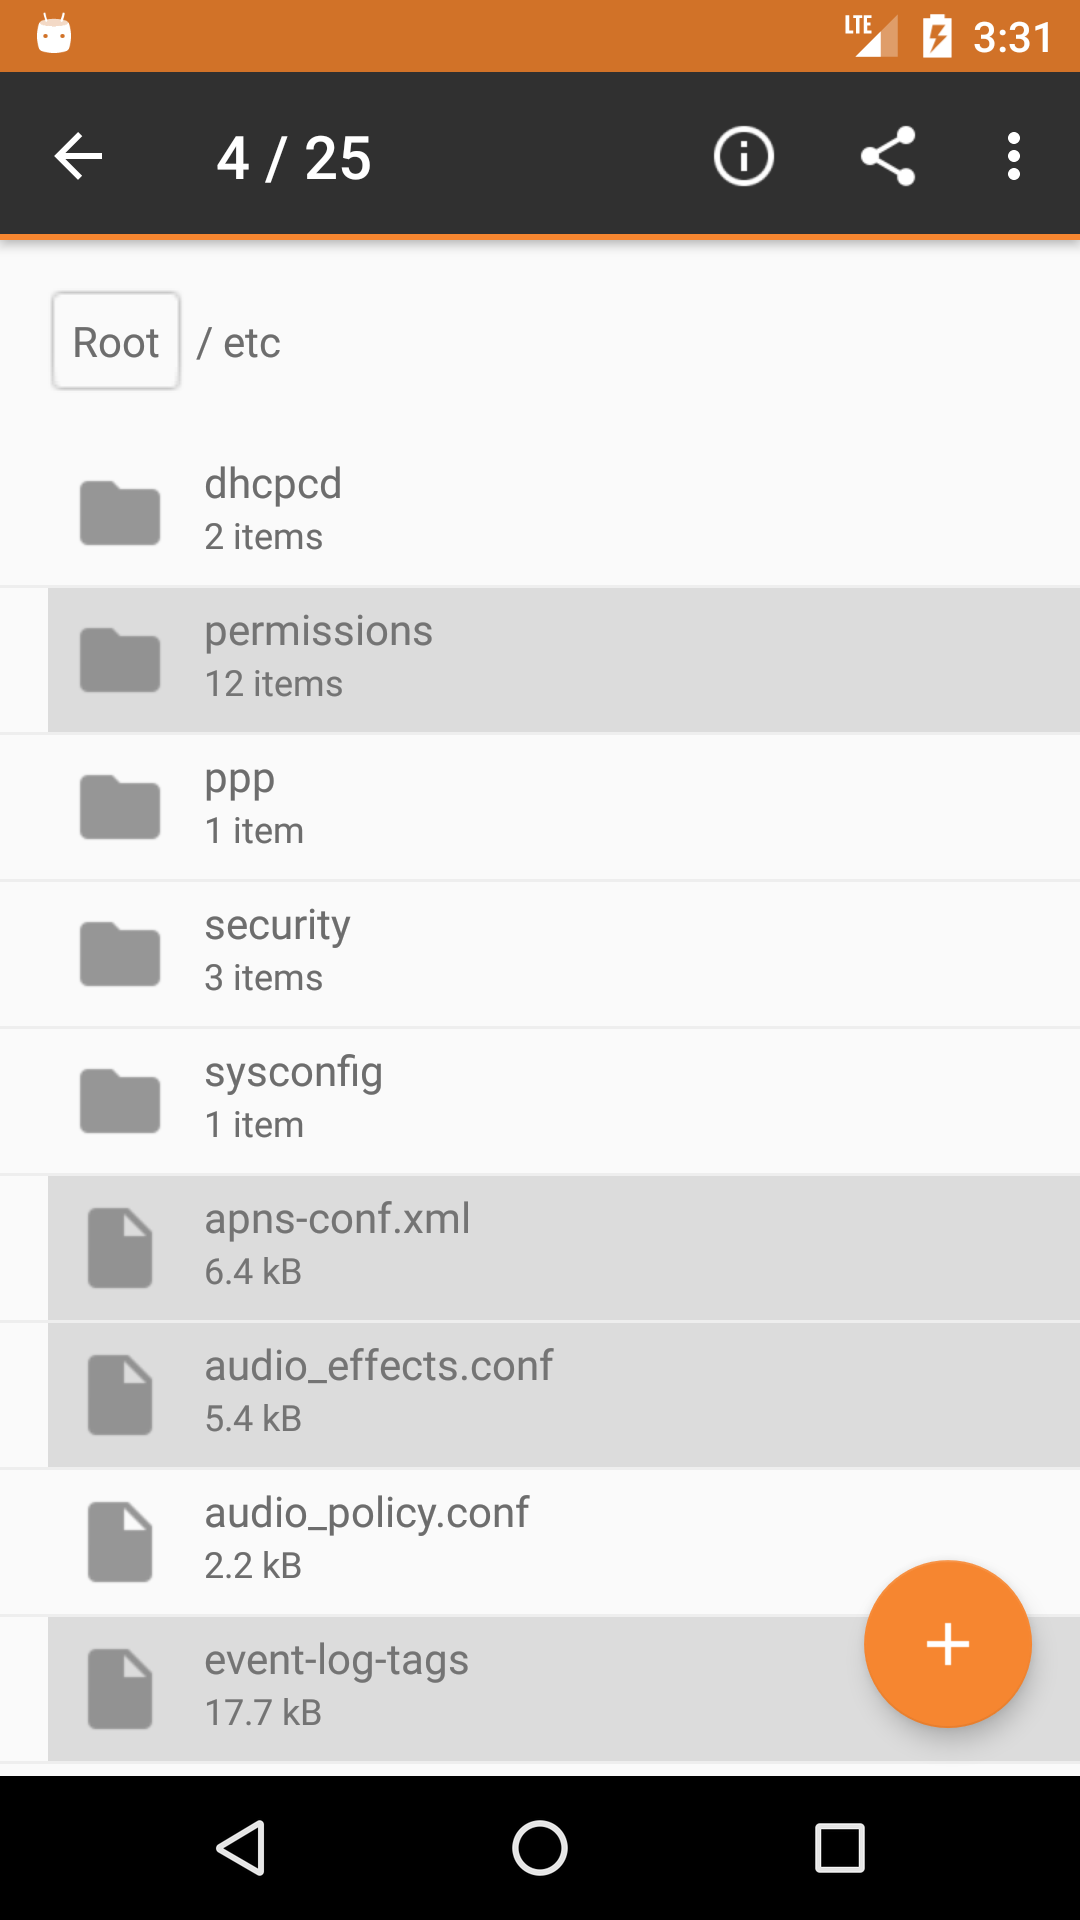 LTE 3:31
4 / 25
Root / etc
dhcpcd
2 items
permissions
12 items
ppp
1 item
security
3 items
sysconfig
1 item
apns-conf.xml
6.4 kB
audio_effects.conf
5.4 kB
audio_policy.conf
2.2 kB
event-log-tags
17.7 kB